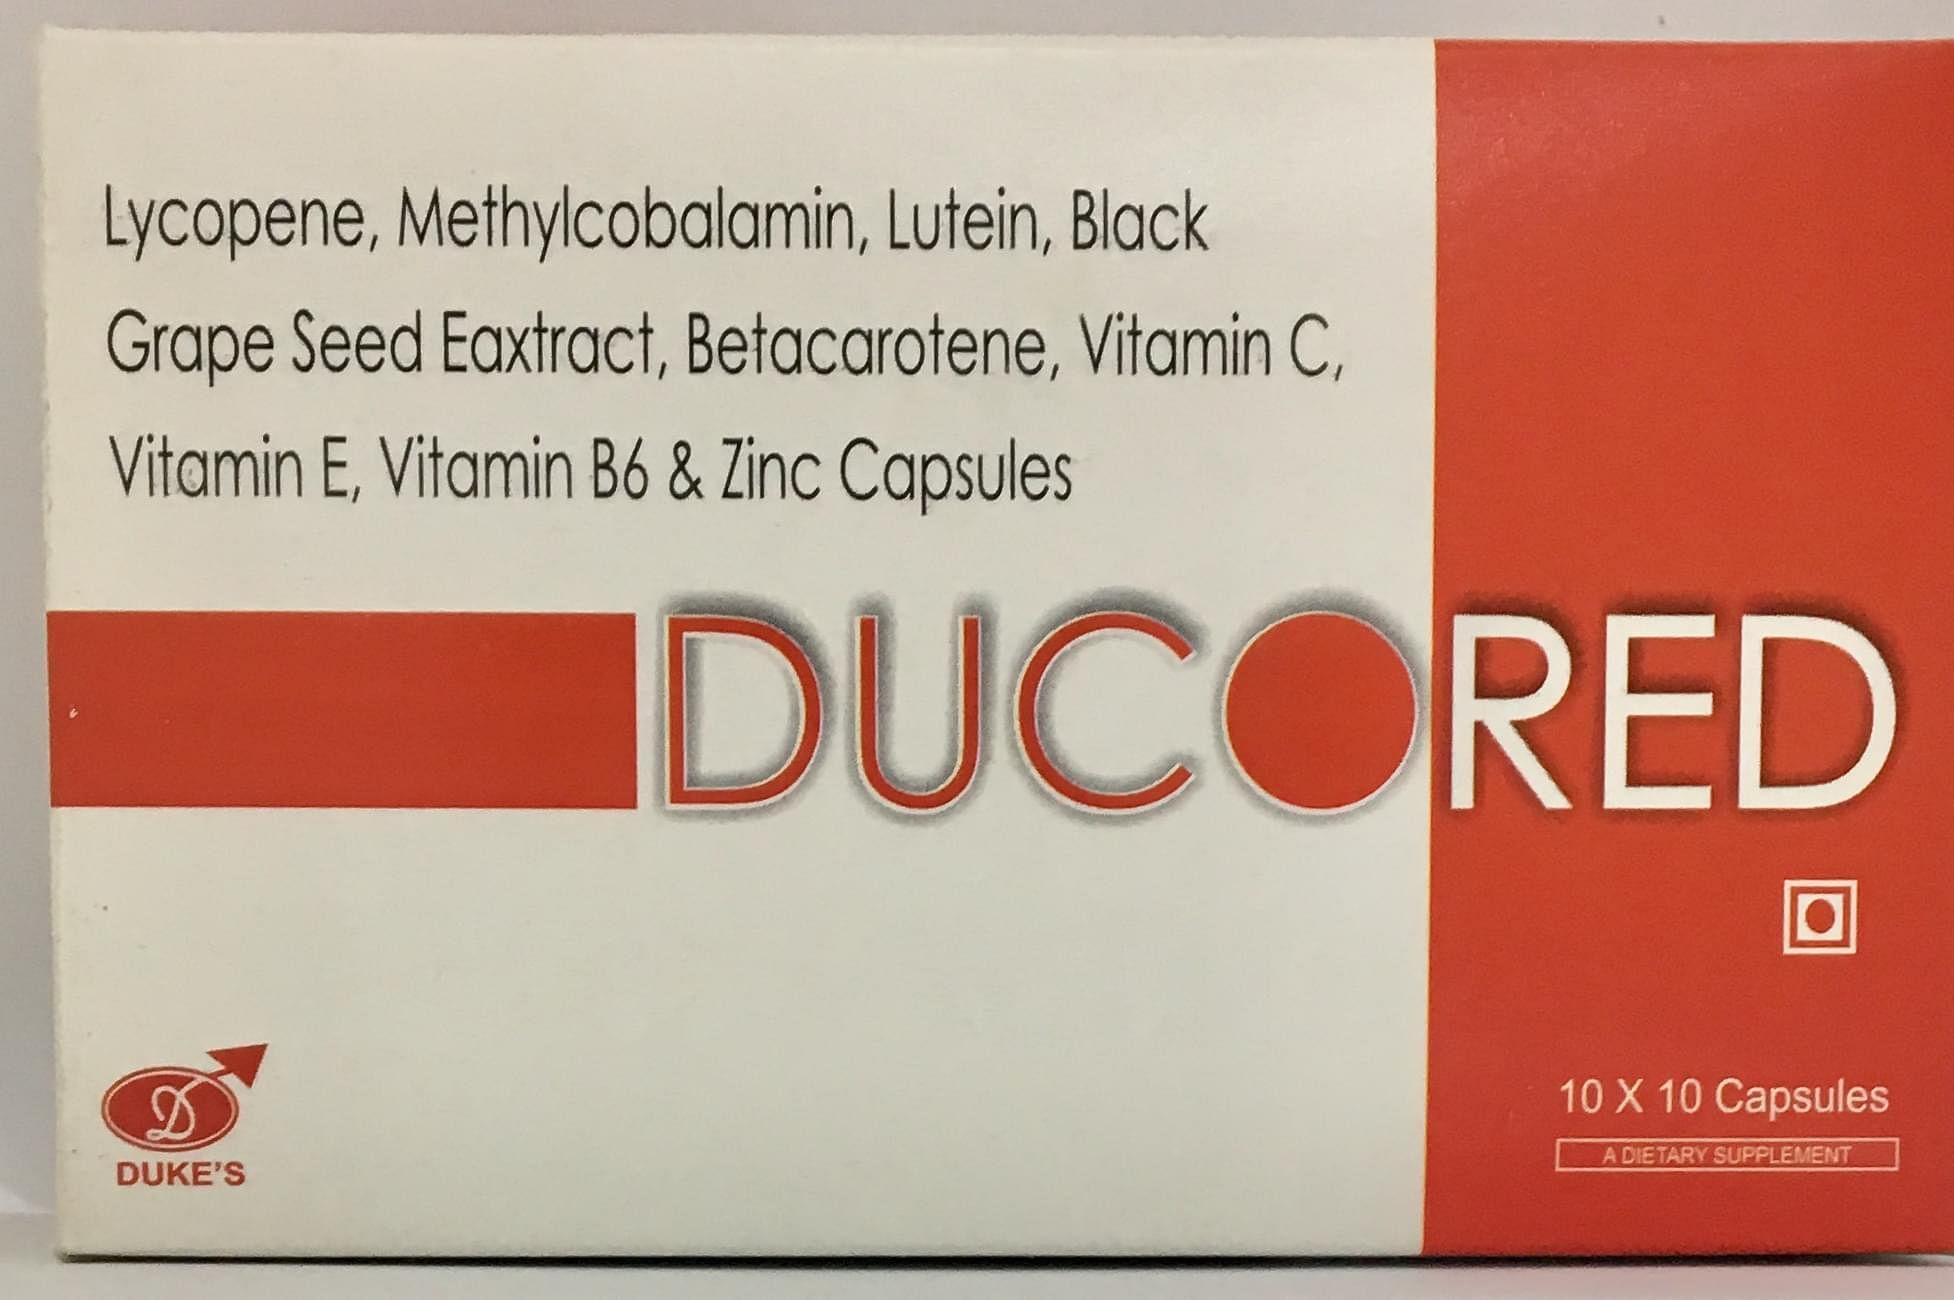 Lycopene, Methylcobalamin, Lutein, Black
Grape Seed Eaxtract, Betacarotene, Vitamin C,
Vitamin E, Vitamin B6 & Zinc Capsules
DUCORED
D
DUKE'S
10 X 10 Capsules
A DIETARY SUPPLEMENT